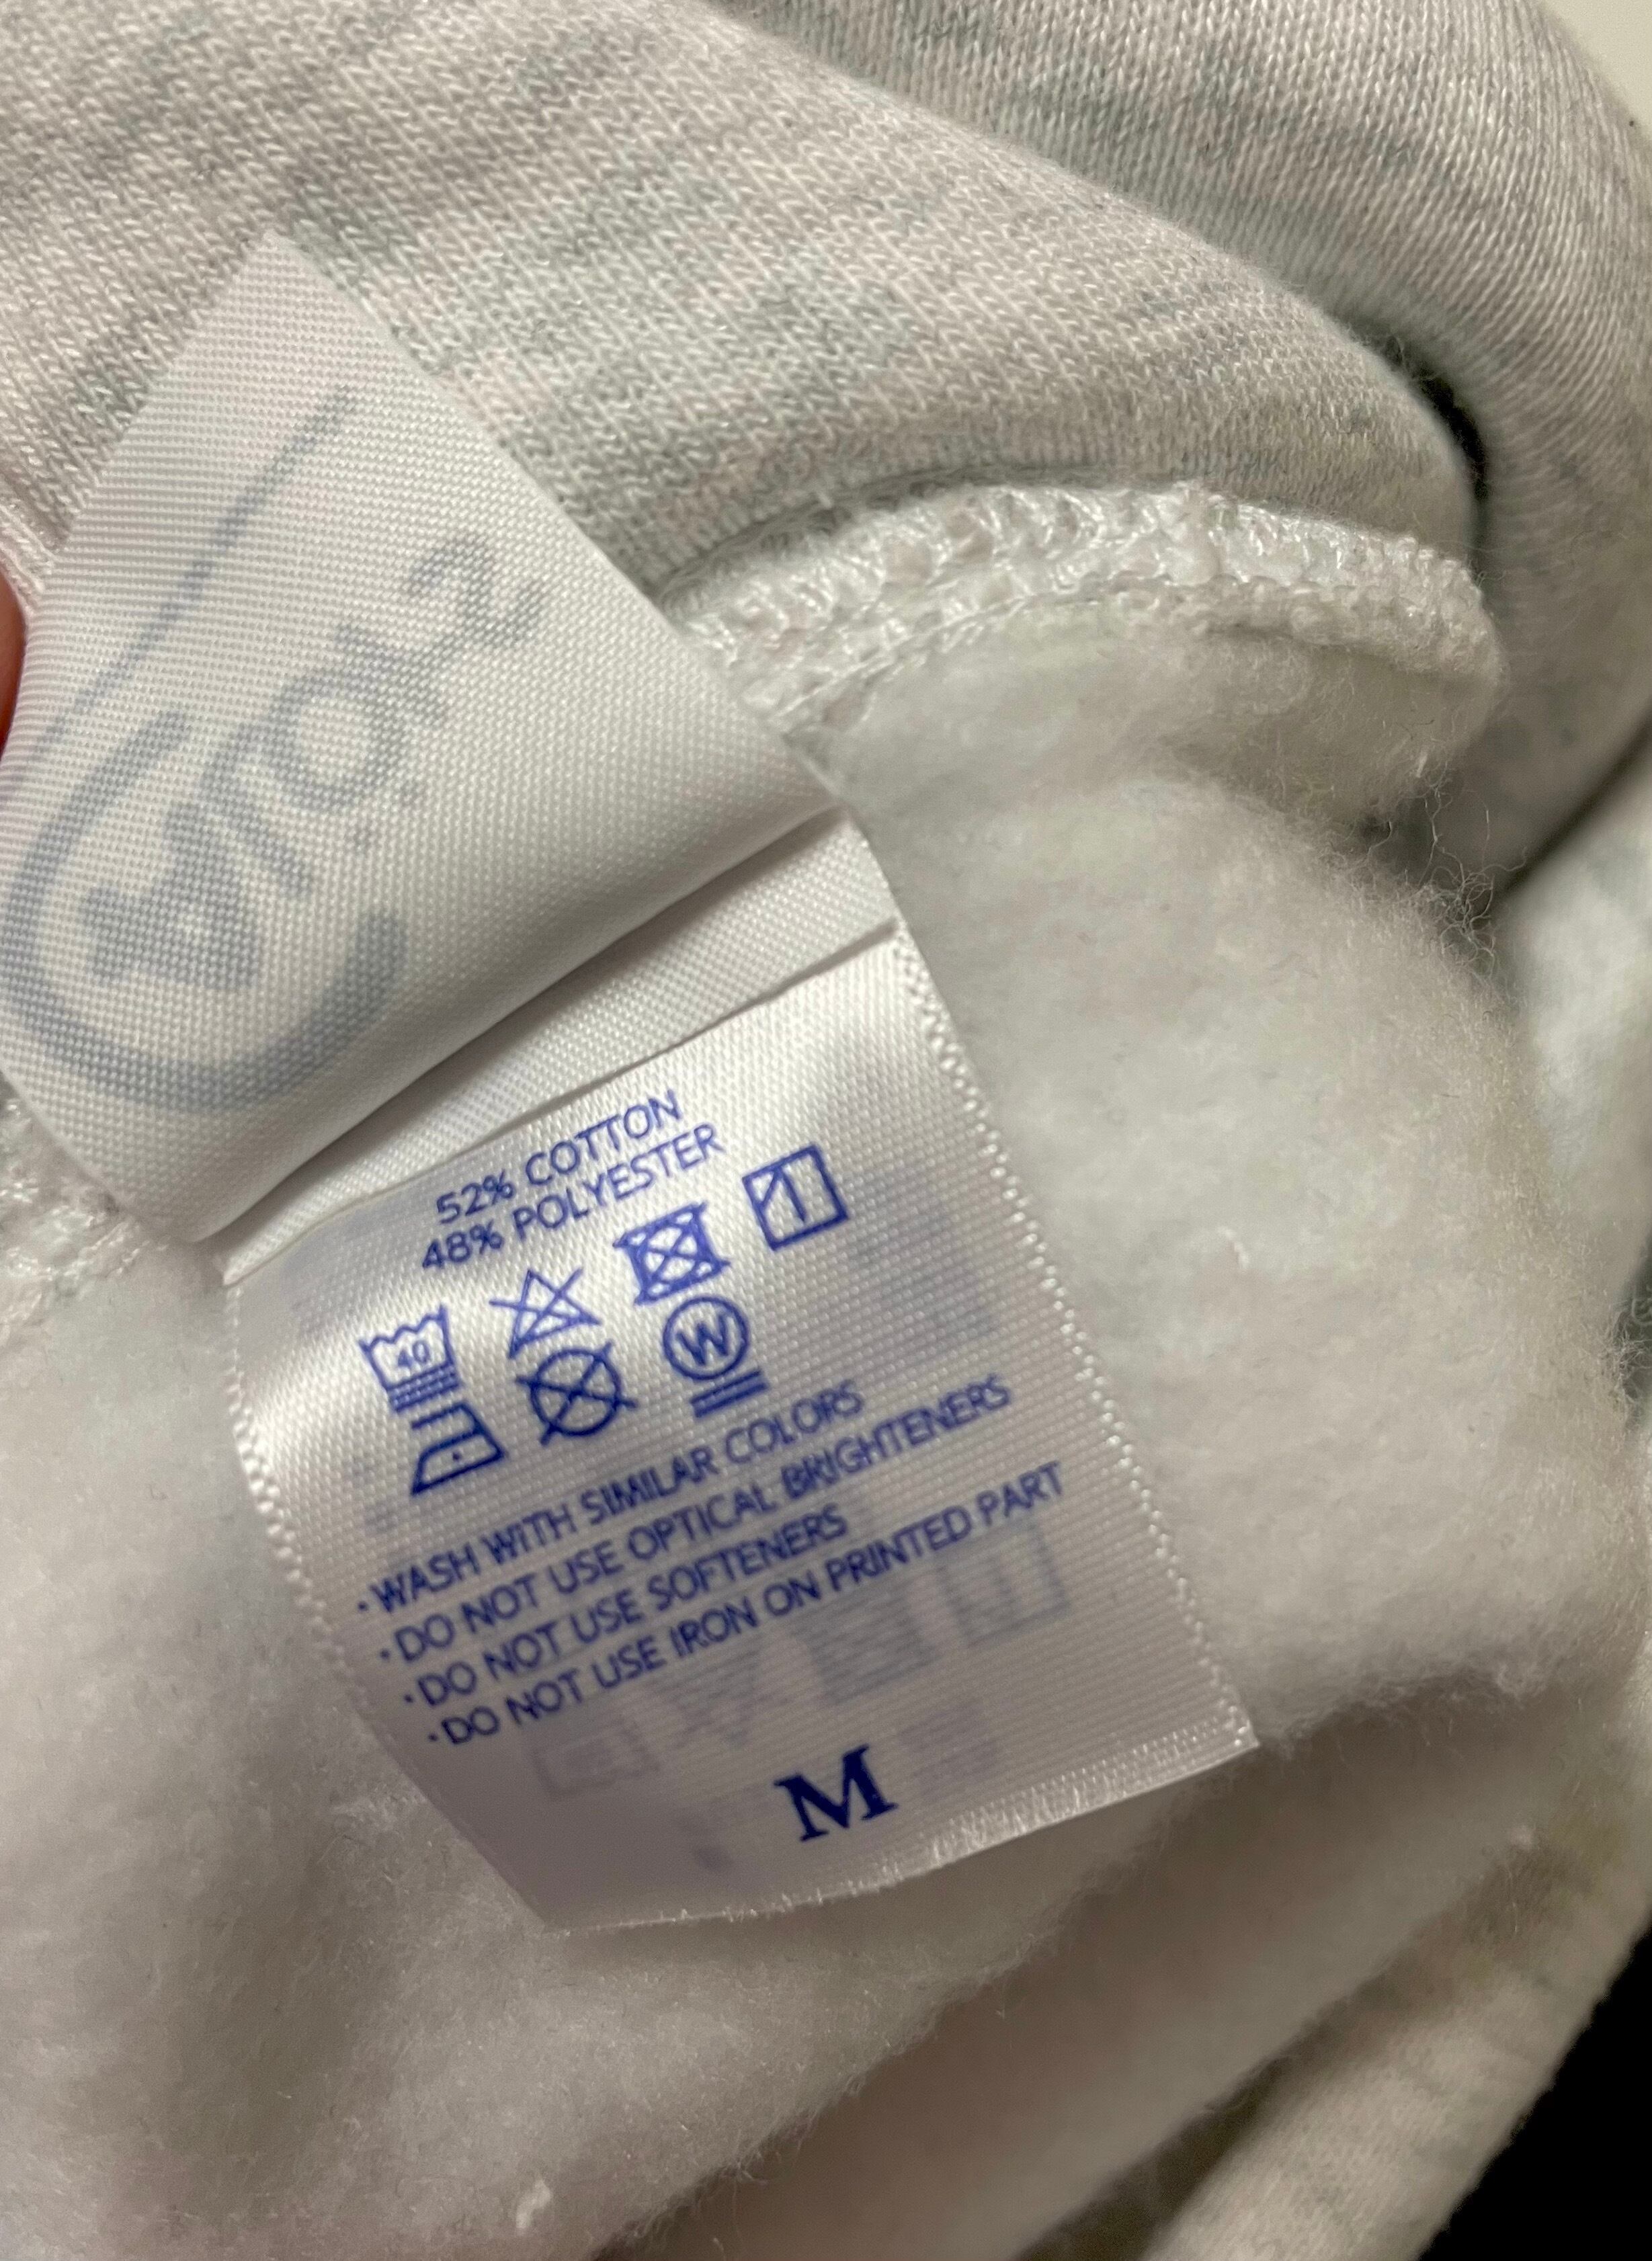 52% COTTON
48% POLYESTER
40
W
·WASH WITH SIMILAR COLORS
·DO NOT USE OPTICAL BRIGHTENERS
·DO NOT USE SOFTENERS
·DO NOT USE IRON ON PRINTED PART
M